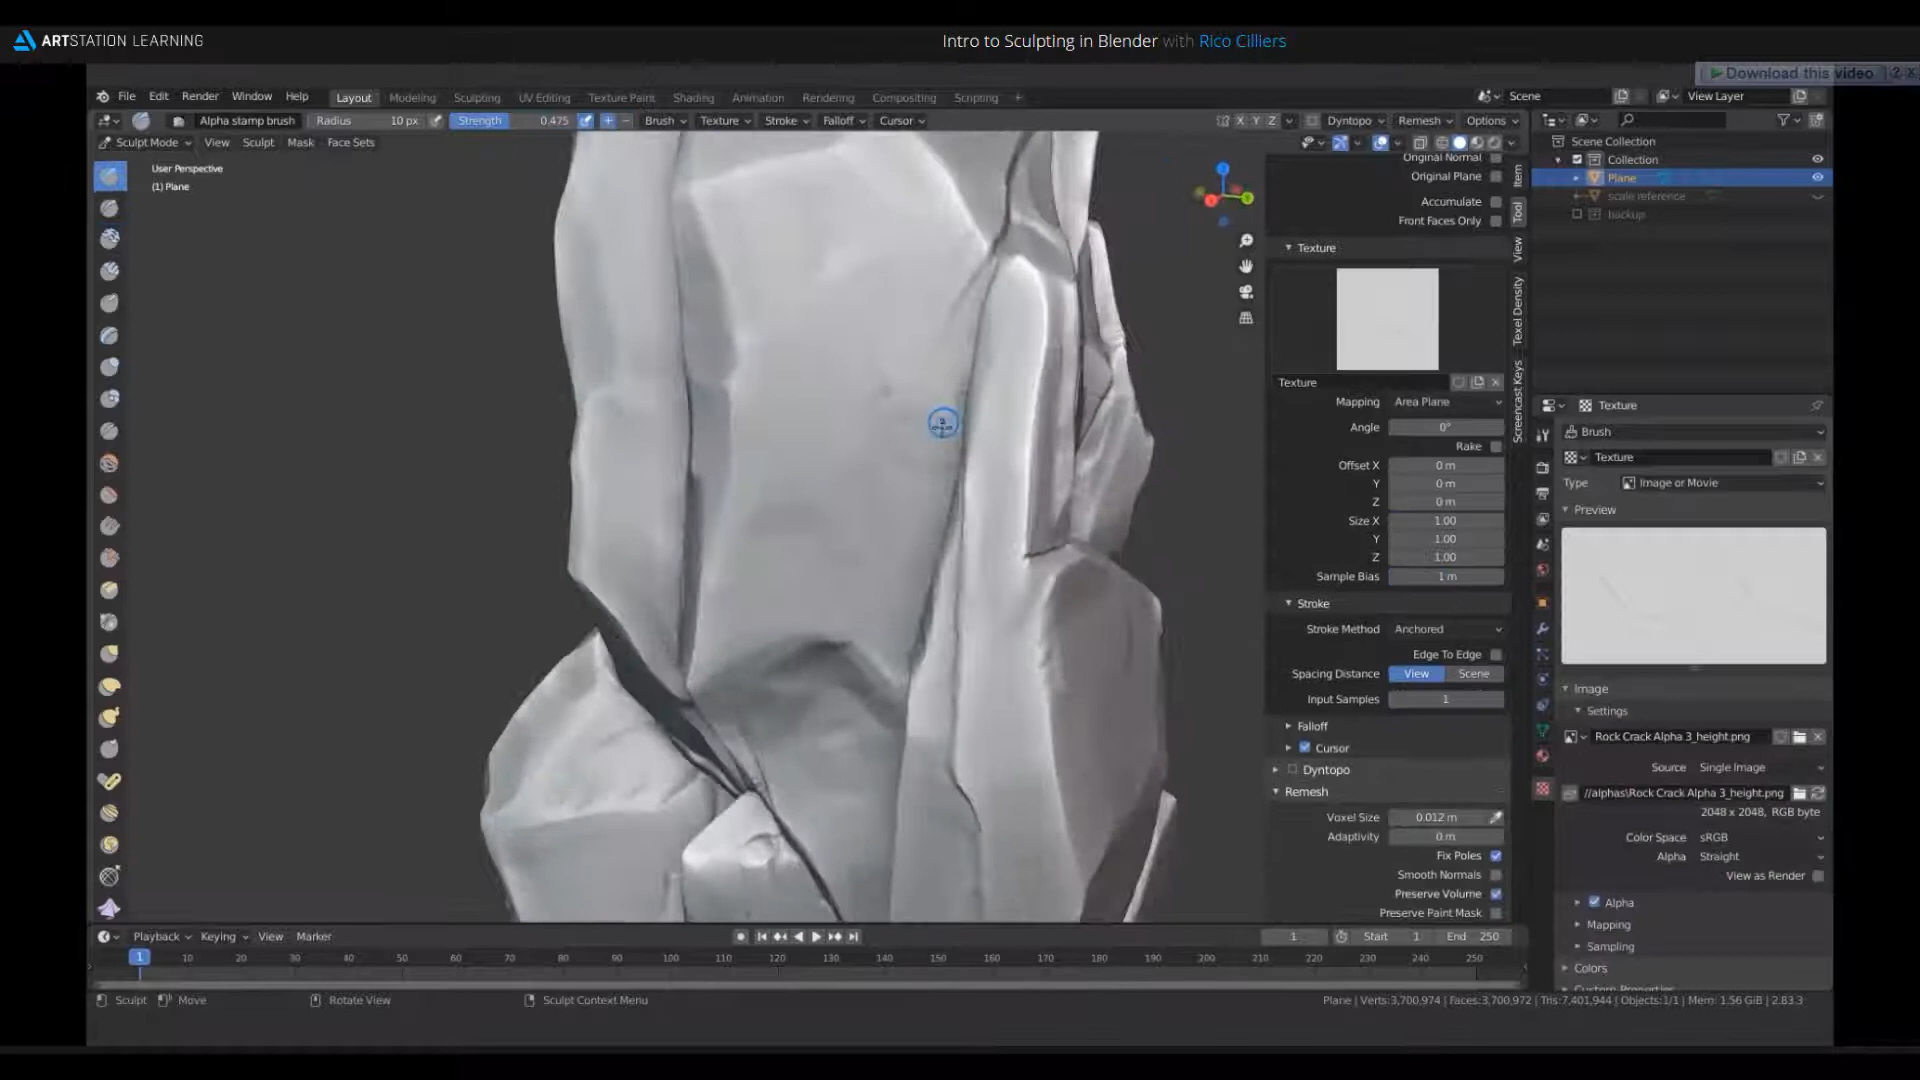 ARTSTATION LEARNING
Intro to Sculpting in Blender with Rico Cilliers
Download this video ? X
File Edit Render Window Help Layout Modeling Sculpting UV Editing Texture Paint Shading Animation Rendering Compositing Scripting + Scene View Layer
Alpha stamp brush Radius 10 px Strength 0.475 + − Brush Texture Stroke Falloff Cursor X Y Z Dyntopo Remesh Options
Sculpt Mode View Sculpt Mask Face Sets
User Perspective
(1) Plane
Original Normal
Original Plane
Accumulate
Front Faces Only
Texture
Texture
Mapping Area Plane
Angle 0°
Rake
Offset X 0 m
Y 0 m
Z 0 m
Size X 1.00
Y 1.00
Z 1.00
Sample Bias 1 m
Stroke
Stroke Method Anchored
Edge To Edge
Spacing Distance View Scene
Input Samples 1
Falloff
Cursor
Dyntopo
Remesh
Voxel Size 0.012 m
Adaptivity 0 m
Fix Poles
Smooth Normals
Preserve Volume
Preserve Paint Mask
Item
Tool
View
Texel Density
Screencast Keys
Scene Collection
Collection
Plane
scale reference
backup
Texture
Brush
Texture
Type Image or Movie
Preview
Image
Settings
Rock Crack Alpha 3_height.png
Source Single Image
//alphas\Rock Crack Alpha 3_height.png
2048 x 2048, RGB byte
Color Space sRGB
Alpha Straight
View as Render
Alpha
Mapping
Sampling
Colors
Custom Properties
Playback Keying View Marker 1 Start 1 End 250
1 10 20 30 40 50 60 70 80 90 100 110 120 130 140 150 160 170 180 190 200 210 220 230 240 250
Sculpt Move Rotate View Sculpt Context Menu Plane | Verts:3,700,974 | Faces:3,700,972 | Tris:7,401,944 | Objects:1/1 | Mem: 1.56 GiB | 2.83.3